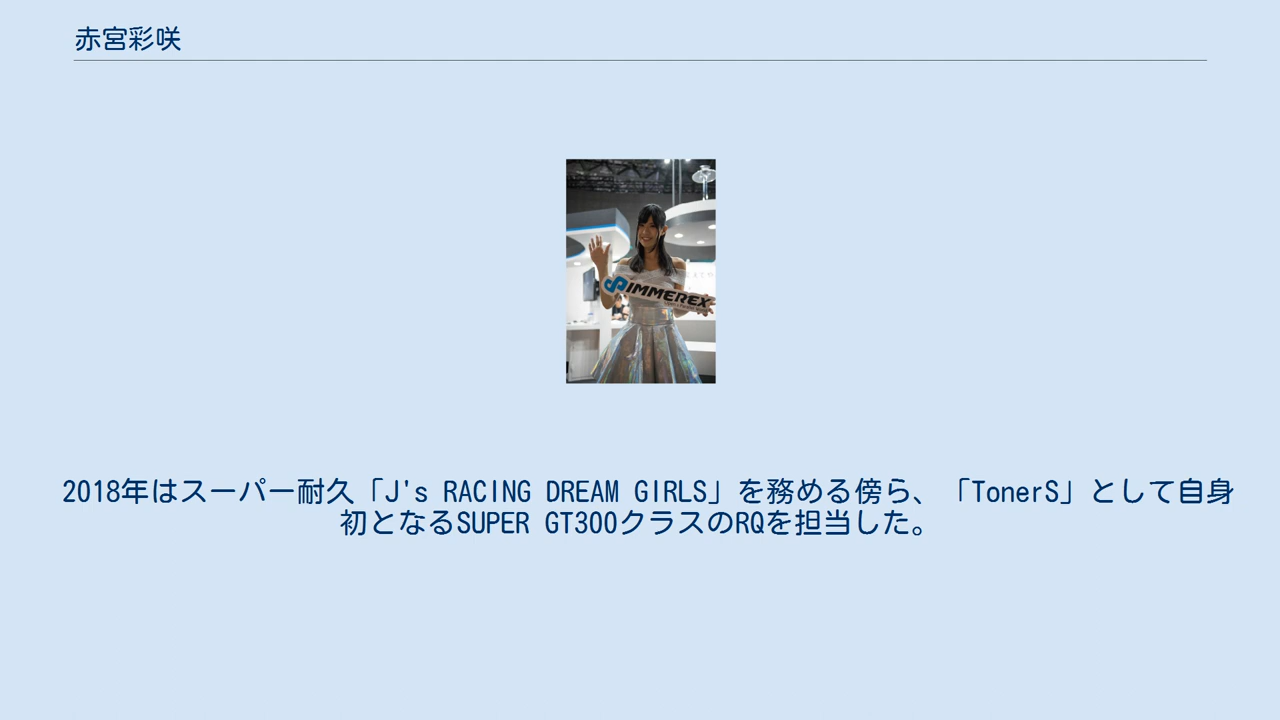 赤宮彩咲
IMMEREX
2018年はスーパー耐久「J's RACING DREAM GIRLS」を務める傍ら、「TonerS」として自身
初となるSUPER GT300クラスのRQを担当した。